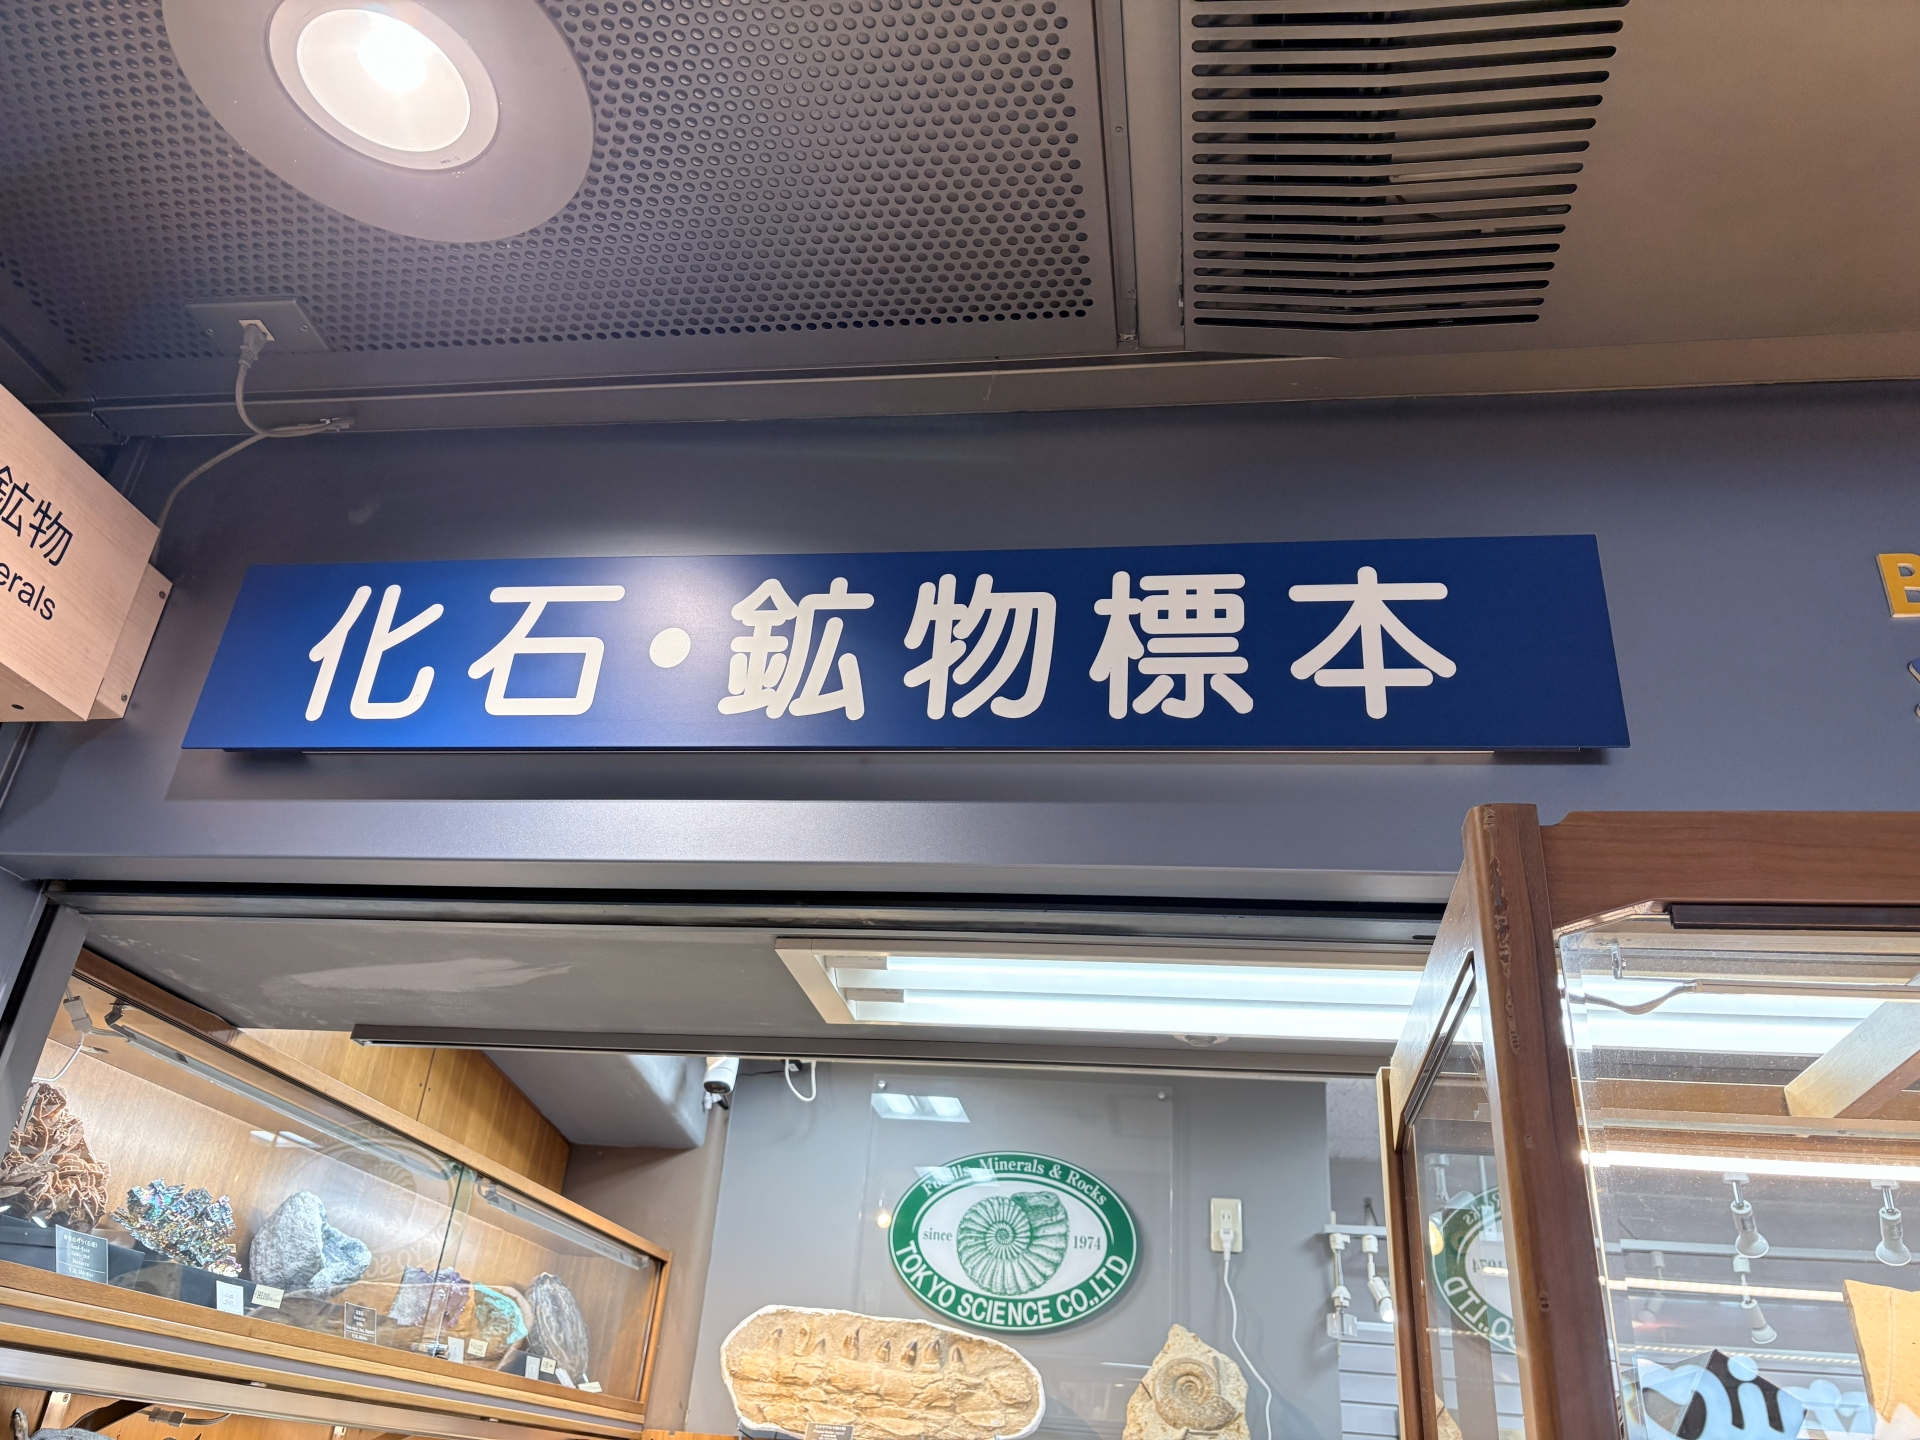 鉱物
erals
化石・鉱物標本
B
Fossils, Minerals & Rocks
since 1974
TOKYO SCIENCE CO.,LTD